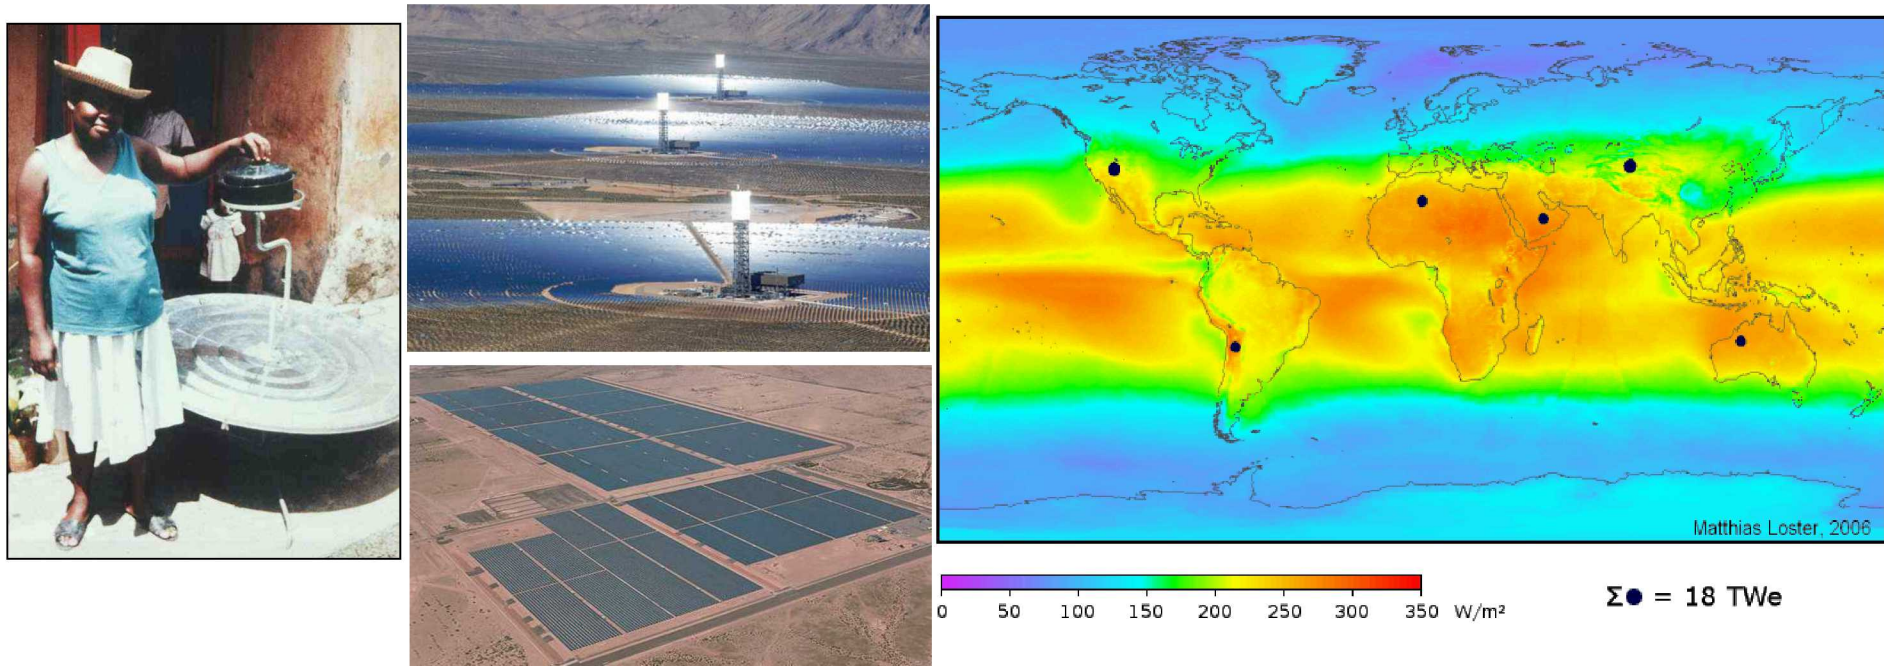 Matthias Loster, 2006
0 50 100 150 200 250 300 350 W/m²
Σ● = 18 TWe